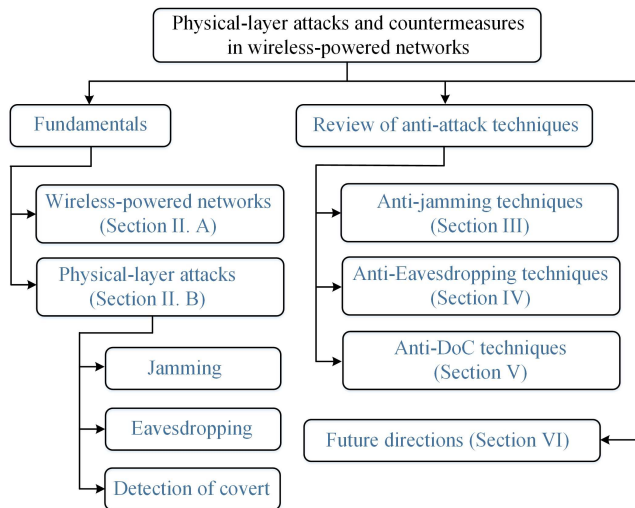 Physical-layer attacks and countermeasures
in wireless-powered networks
Fundamentals
Review of anti-attack techniques
Wireless-powered networks
(Section II. A)
Physical-layer attacks
(Section II. B)
Jamming
Eavesdropping
Detection of covert
Anti-jamming techniques
(Section III)
Anti-Eavesdropping techniques
(Section IV)
Anti-DoC techniques
(Section V)
Future directions (Section VI)